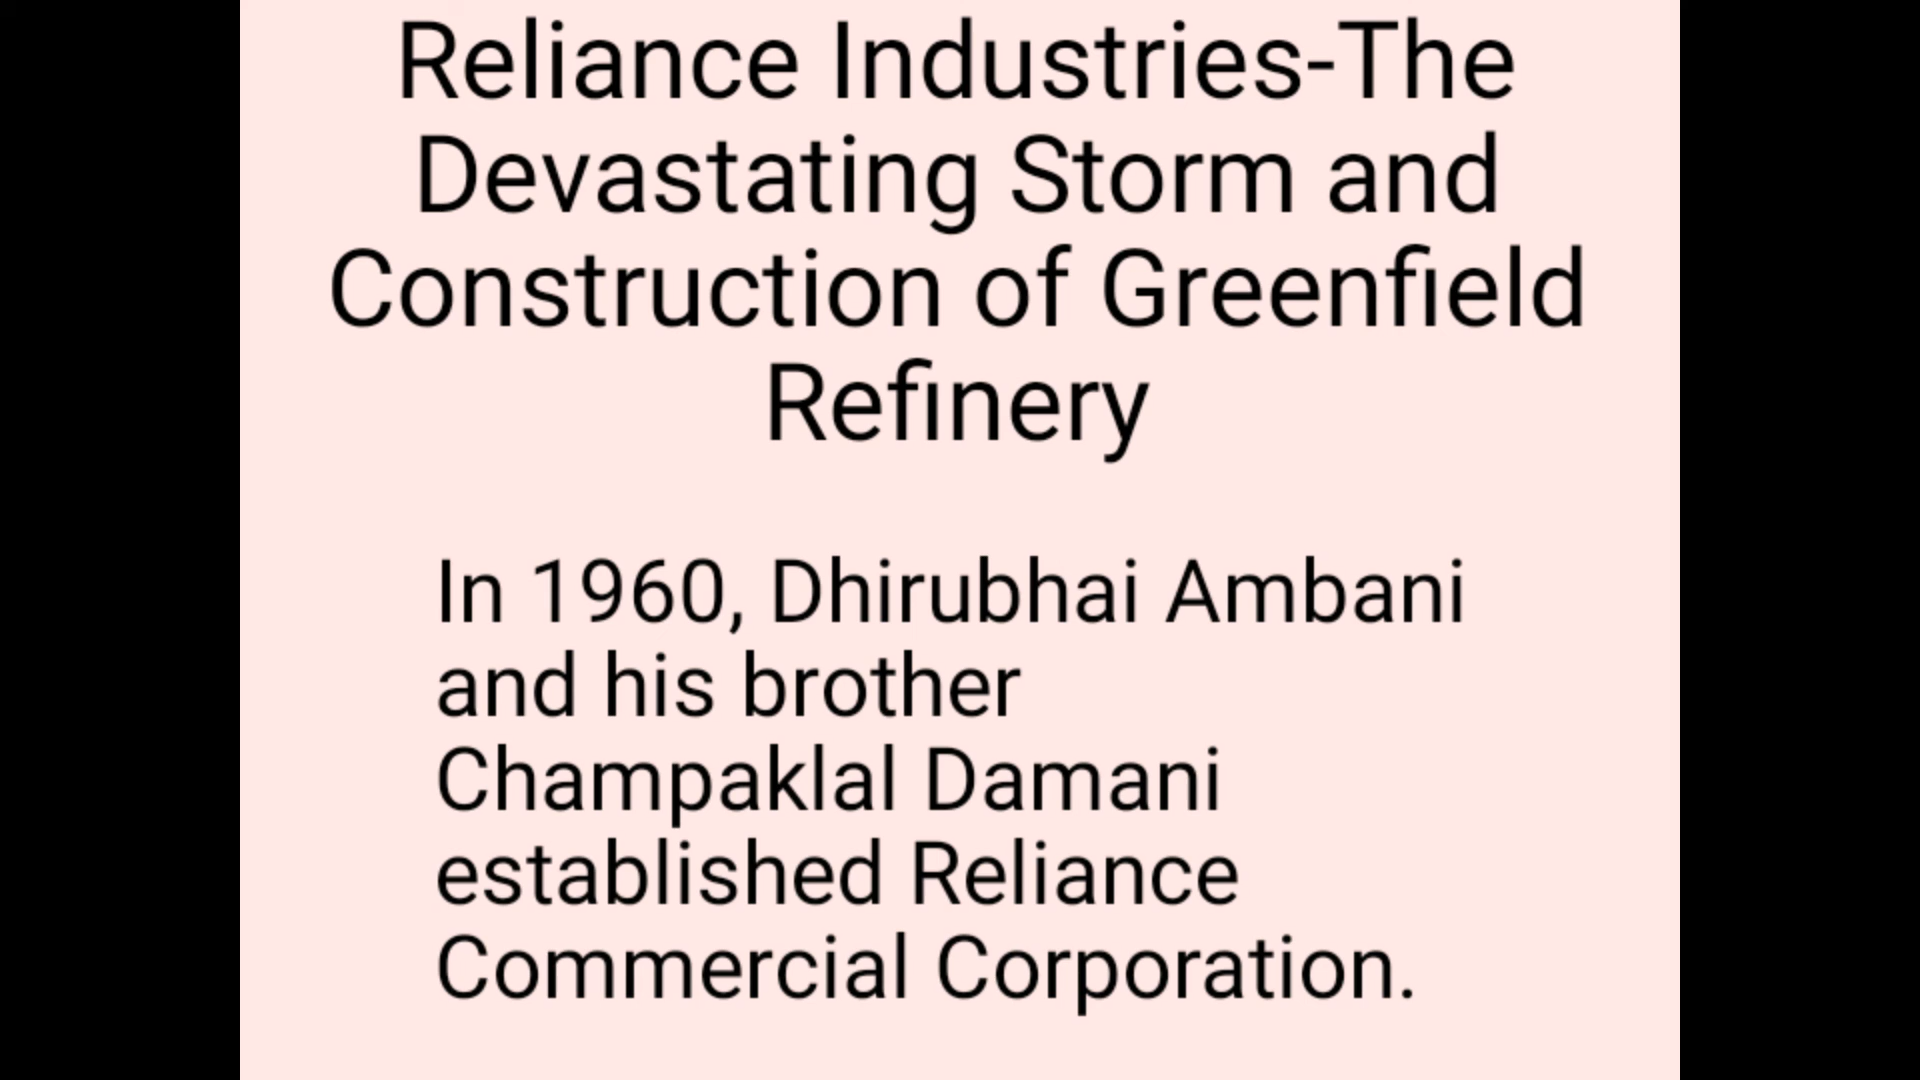 Reliance Industries-The
Devastating Storm and
Construction of Greenfield
Refinery
In 1960, Dhirubhai Ambani
and his brother
Champaklal Damani
established Reliance
Commercial Corporation.